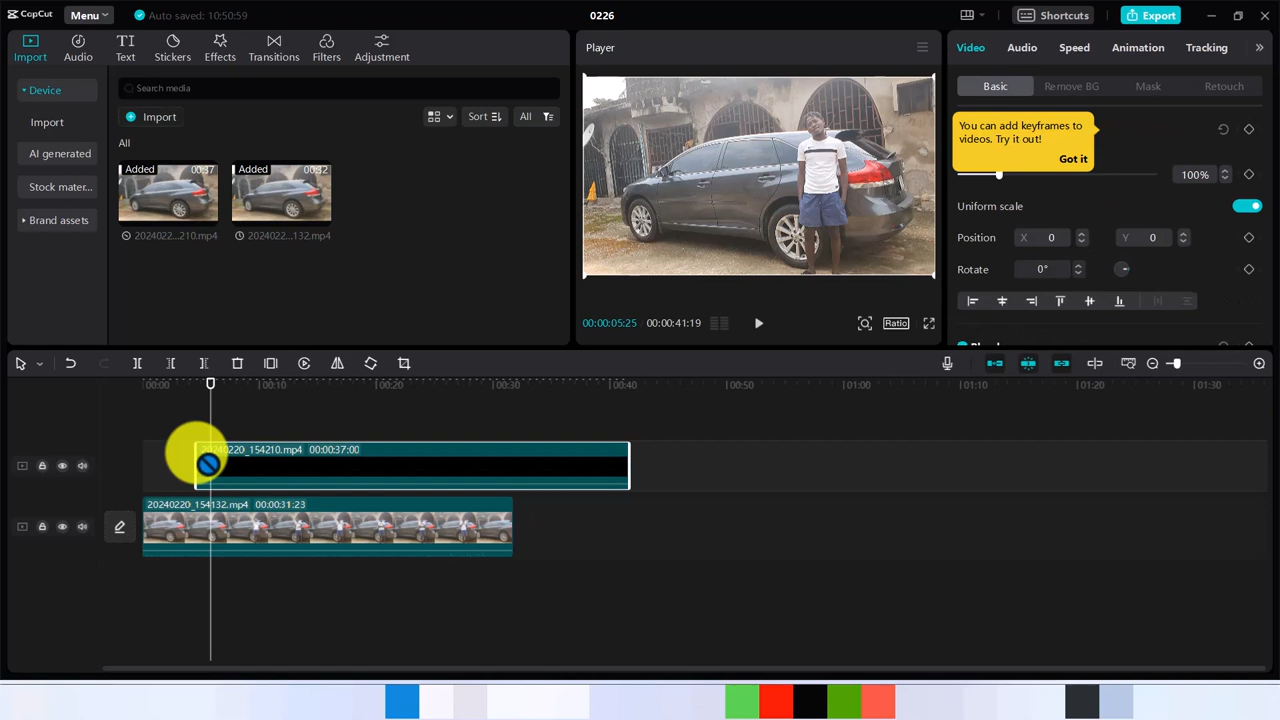 CapCut
Menu
Auto saved: 10:50:59
0226
Shortcuts
Export
Import
Audio
Text
Stickers
Effects
Transitions
Filters
Adjustment
Device
Import
AI generated
Stock mater...
Brand assets
Search media
Import
Sort
All
All
Added
00:37
20240220...210.mp4
Added
00:32
2024022...132.mp4
Player
00:00:05:25
00:00:41:19
Ratio
Video
Audio
Speed
Animation
Tracking
Basic
Remove BG
Mask
Retouch
You can add keyframes to
videos. Try it out!
Got it
100%
Uniform scale
Position
X
0
Y
0
Rotate
0°
00:00
00:10
00:20
00:30
00:40
00:50
01:00
01:10
01:20
01:30
20240220_154210.mp4 00:00:37:00
20240220_154132.mp4 00:00:31:23